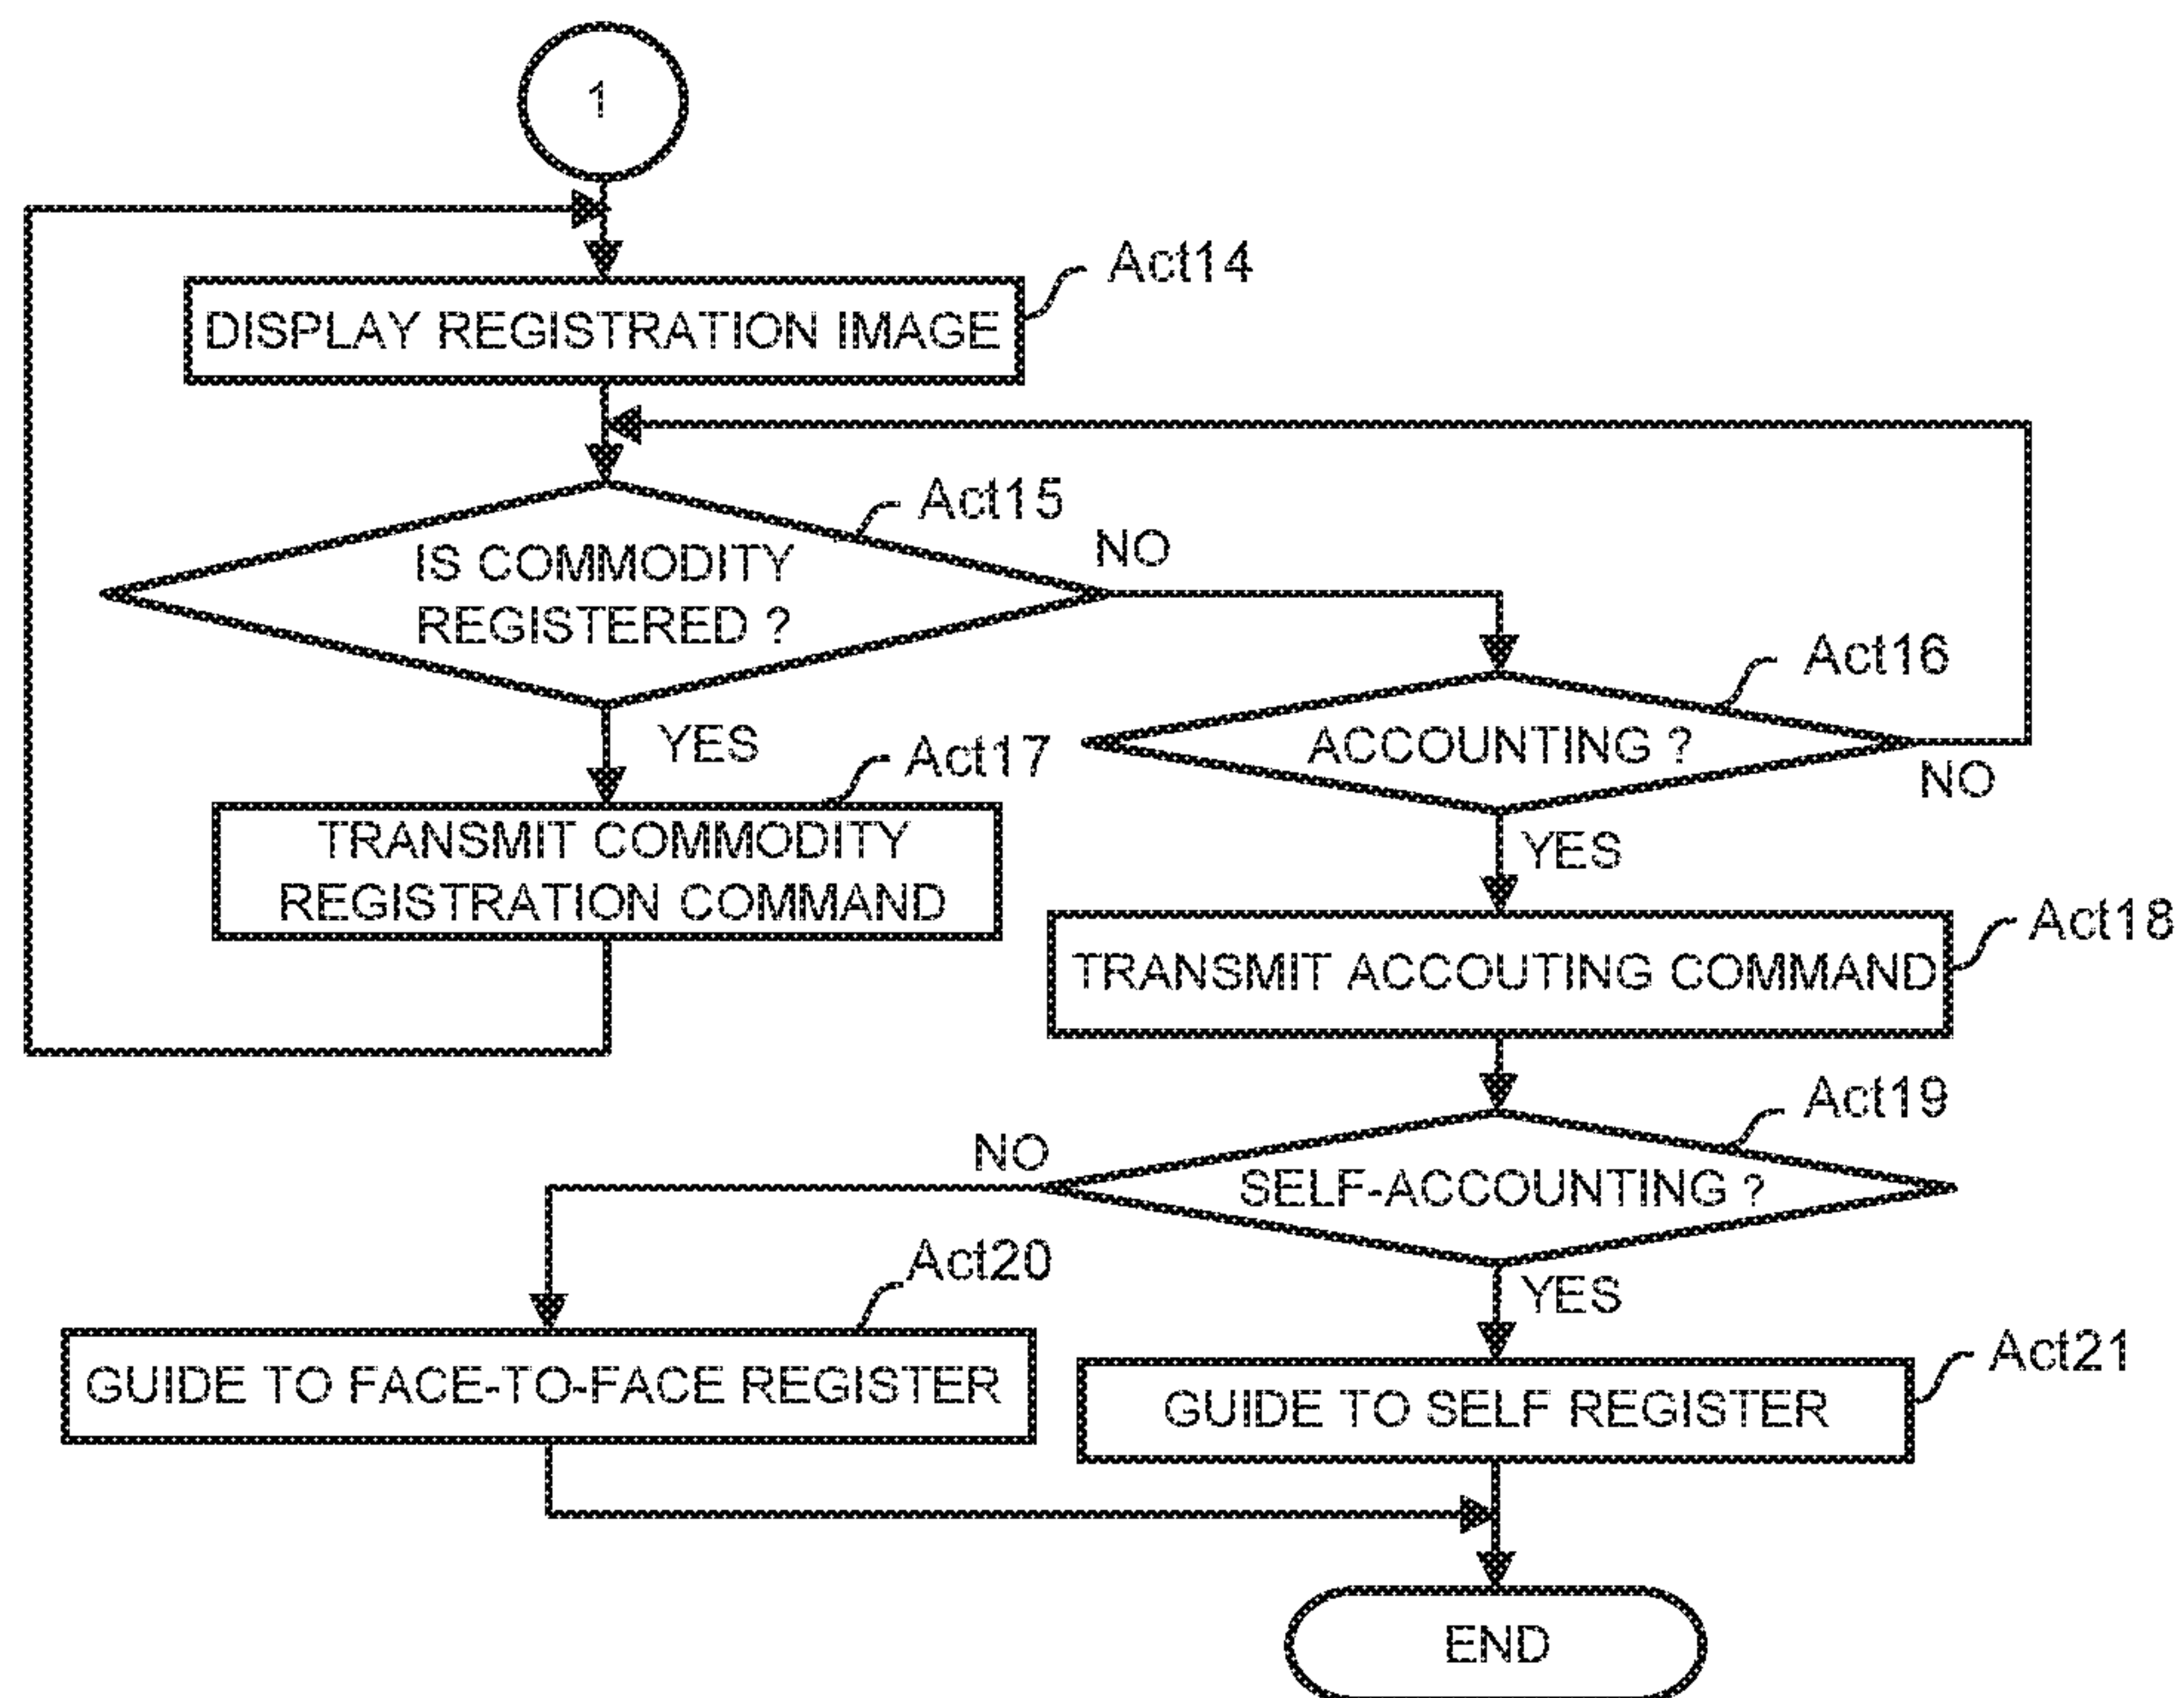 1
Act14
DISPLAY REGISTRATION IMAGE
Act15
NO
IS COMMODITY
REGISTERED ?
Act16
ACCOUNTING ?
NO
YES
Act17
TRANSMIT COMMODITY
REGISTRATION COMMAND
YES
Act18
TRANSMIT ACCOUTING COMMAND
Act19
NO
SELF-ACCOUNTING ?
Act20
YES
GUIDE TO FACE-TO-FACE REGISTER
Act21
GUIDE TO SELF REGISTER
END